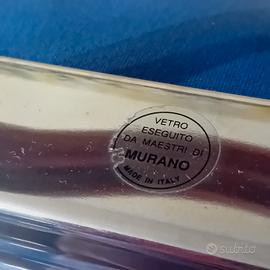 VETRO
ESEGUITO
DA MAESTRI DI
MURANO
MADE IN ITALY
subito